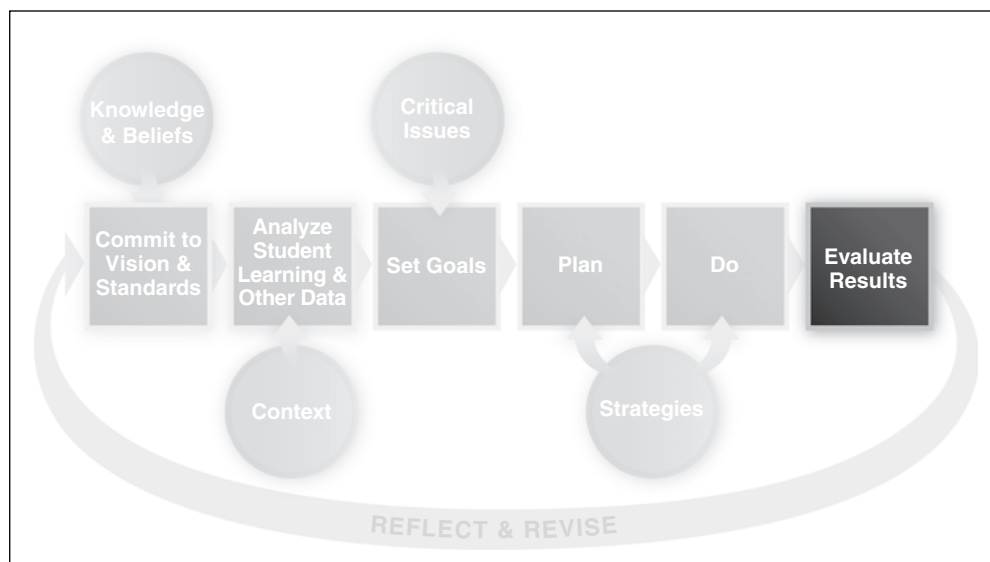 Knowledge
& Beliefs
Critical
Issues
Commit to
Vision &
Standards
Analyze
Student
Learning &
Other Data
Set Goals
Plan
Do
Evaluate
Results
Context
Strategies
REFLECT & REVISE